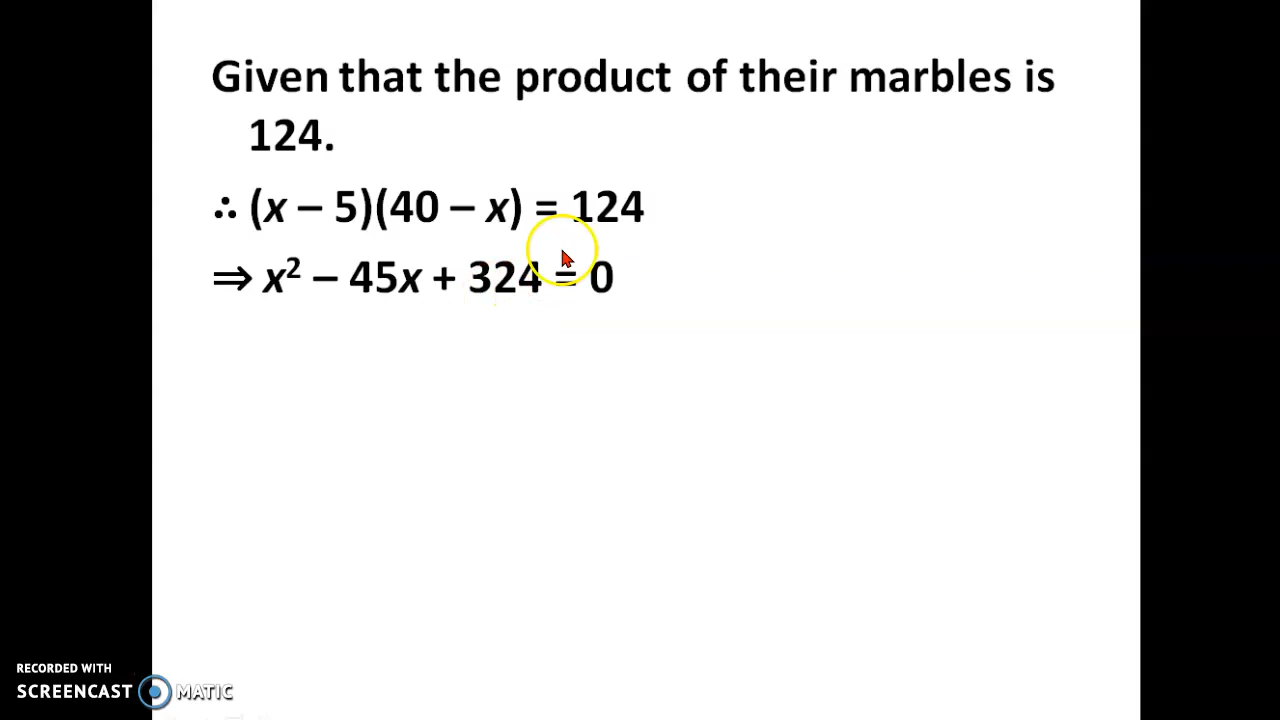 Given that the product of their marbles is
124.
∴ (x – 5)(40 – x) = 124
⇒ x² – 45x + 324 = 0
RECORDED WITH
SCREENCAST MATIC